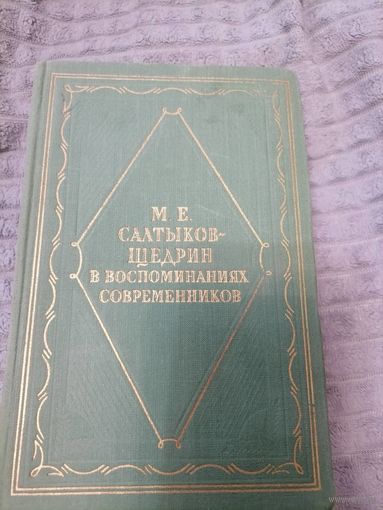 М. Е.
САЛТЫКОВ-
ЩЕДРИН
В ВОСПОМИНАНИЯХ
СОВРЕМЕННИКОВ